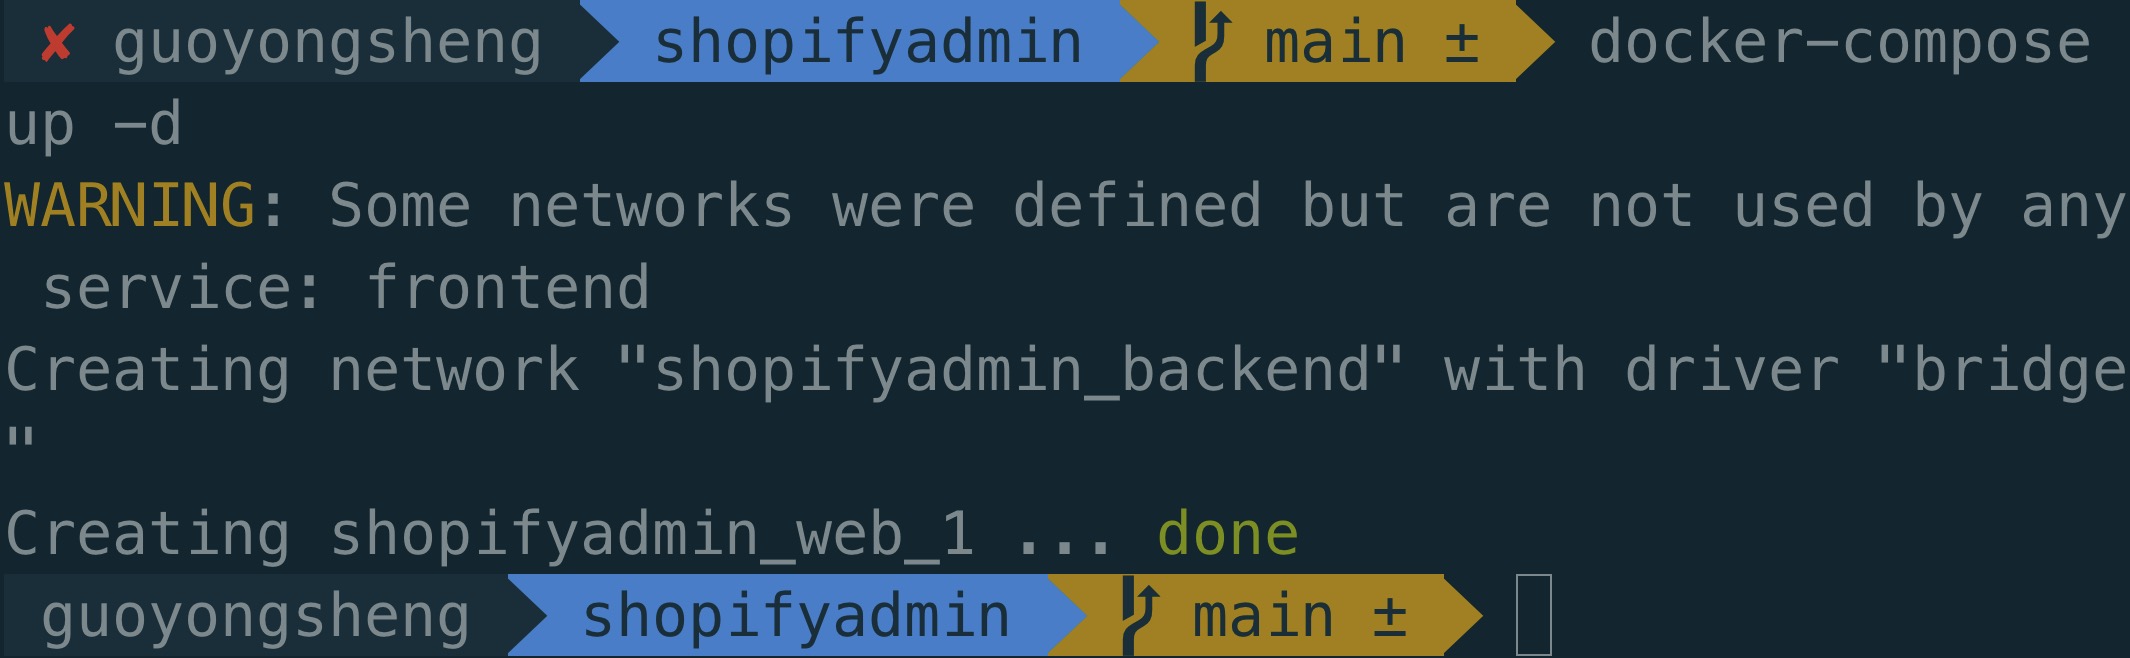 ✘ guoyongsheng shopifyadmin main ± docker-compose
up -d
WARNING: Some networks were defined but are not used by any
service: frontend
Creating network "shopifyadmin_backend" with driver "bridge
"
Creating shopifyadmin_web_1 ... done
guoyongsheng shopifyadmin main ±